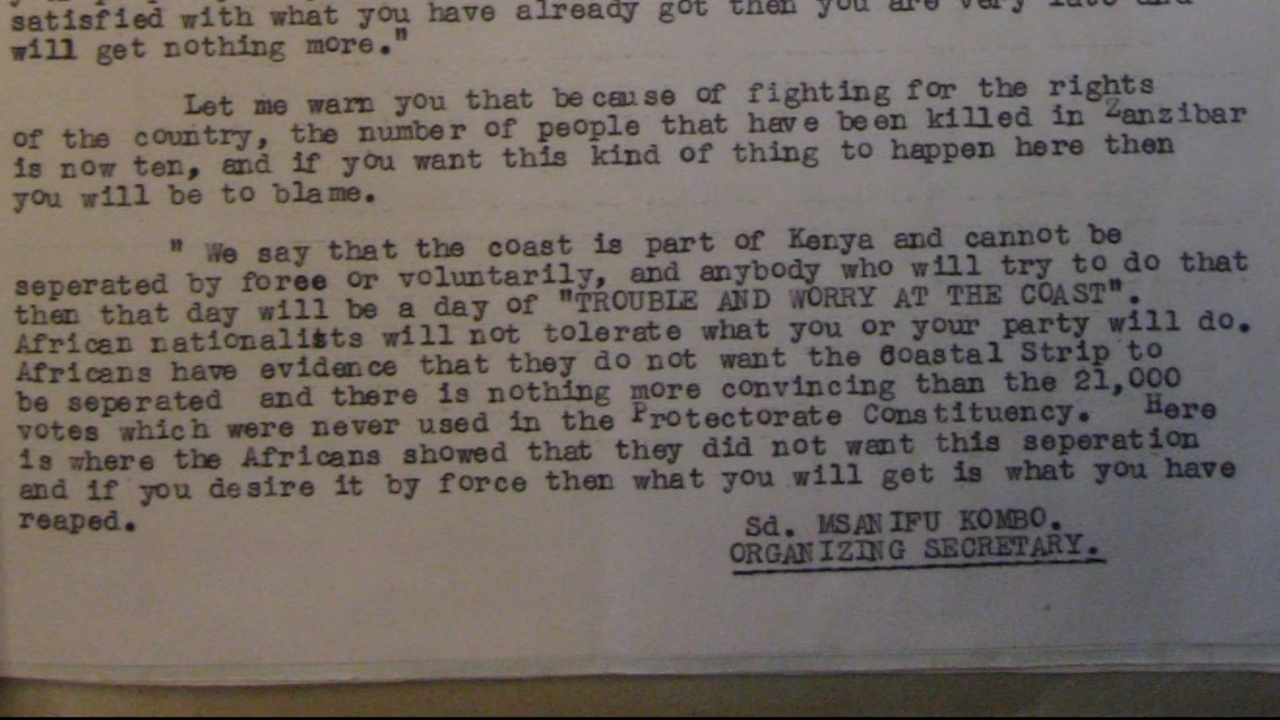 satisfied with what you have already got then you are very late and
will get nothing more."
Let me warn you that because of fighting for the rights
of the country, the number of people that have been killed in Zanzibar
is now ten, and if you want this kind of thing to happen here then
you will be to blame.
" We say that the coast is part of Kenya and cannot be
seperated by foree or voluntarily, and anybody who will try to do that
then that day will be a day of "TROUBLE AND WORRY AT THE COAST".
African nationalists will not tolerate what you or your party will do.
Africans have evidence that they do not want the Coastal Strip to
be seperated and there is nothing more convincing than the 21,000
votes which were never used in the Protectorate Constituency. Here
is where the Africans showed that they did not want this seperation
and if you desire it by force then what you will get is what you have
reaped.
Sd. MSANIFU KOMBO.
ORGANIZING SECRETARY.